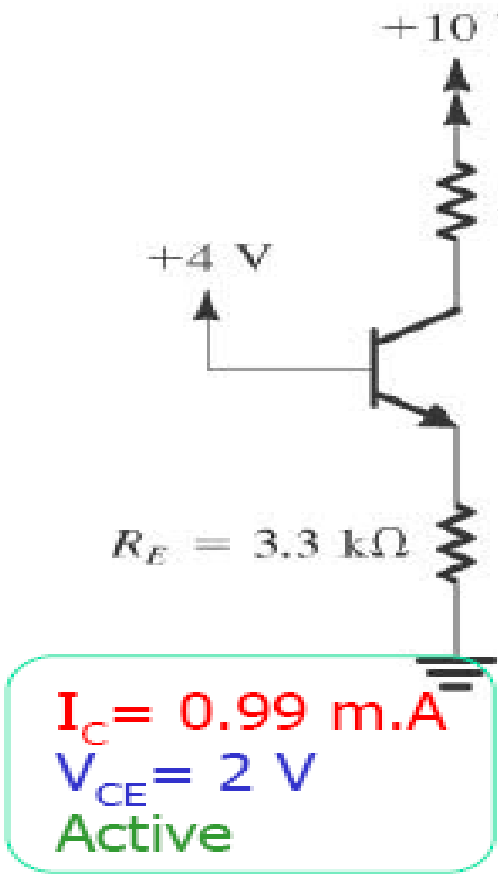 +10
+4 V
R_E = 3.3 kΩ
I_C= 0.99 m.A
V_CE= 2 V
Active